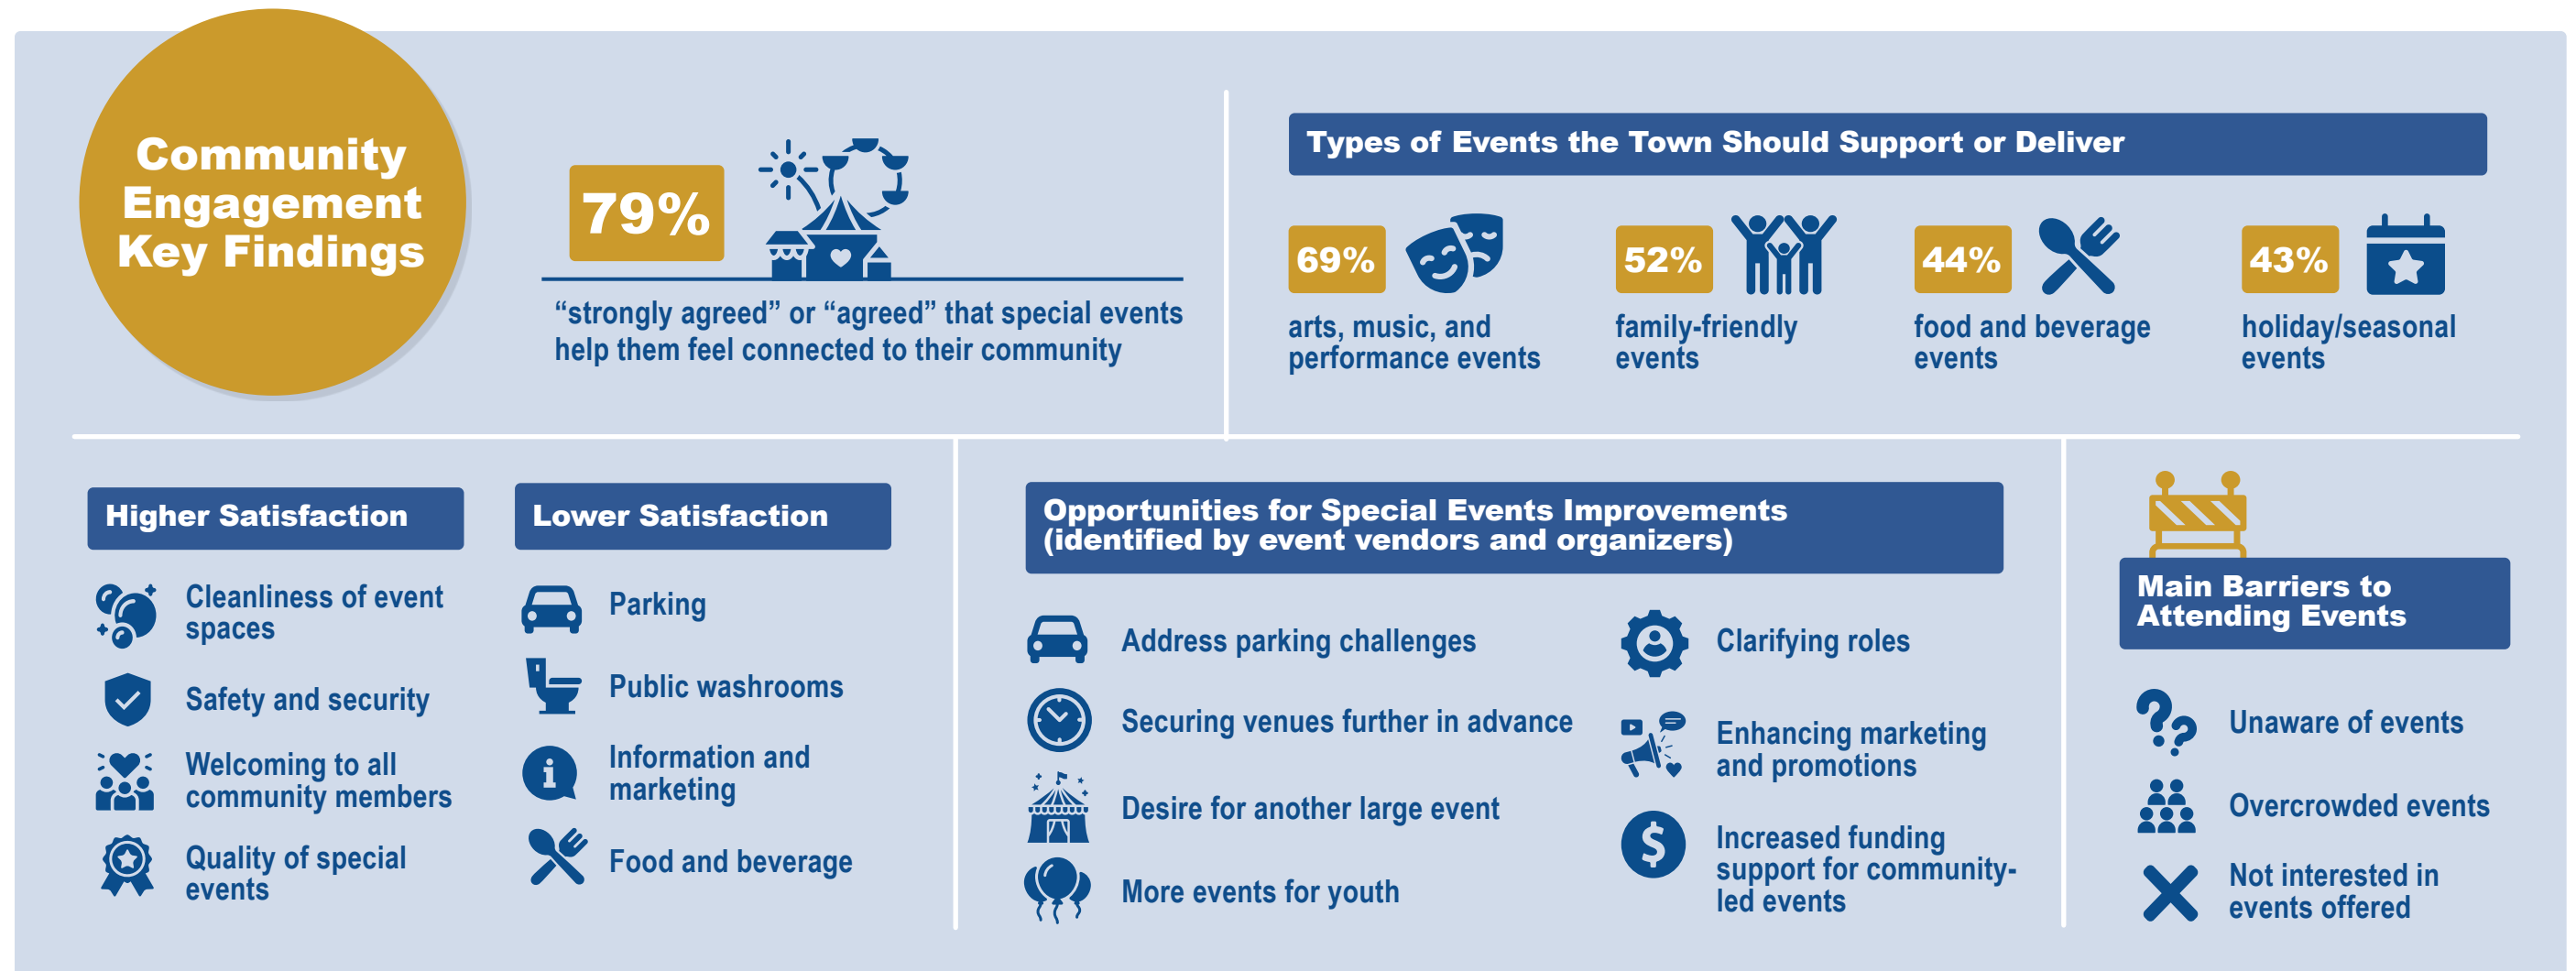 Community
Engagement
Key Findings
79%
“strongly agreed” or “agreed” that special events
help them feel connected to their community
Types of Events the Town Should Support or Deliver
69%
arts, music, and
performance events
52%
family-friendly
events
44%
food and beverage
events
43%
holiday/seasonal
events
Higher Satisfaction
Cleanliness of event
spaces
Safety and security
Welcoming to all
community members
Quality of special
events
Lower Satisfaction
Parking
Public washrooms
Information and
marketing
Food and beverage
Opportunities for Special Events Improvements
(identified by event vendors and organizers)
Address parking challenges
Securing venues further in advance
Desire for another large event
More events for youth
Clarifying roles
Enhancing marketing
and promotions
Increased funding
support for community-
led events
Main Barriers to
Attending Events
Unaware of events
Overcrowded events
Not interested in
events offered